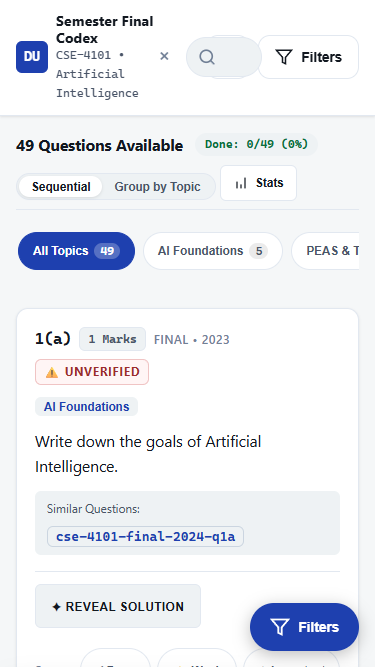 DU
Semester Final
Codex
CSE-4101 •
Artificial
Intelligence
×
Filters
49 Questions Available
Done: 0/49 (0%)
Sequential
Group by Topic
Stats
All Topics 49
AI Foundations 5
PEAS & T
1(a)
1 Marks
FINAL • 2023
⚠ UNVERIFIED
AI Foundations
Write down the goals of Artificial
Intelligence.
Similar Questions:
cse-4101-final-2024-q1a
✦ REVEAL SOLUTION
Filters